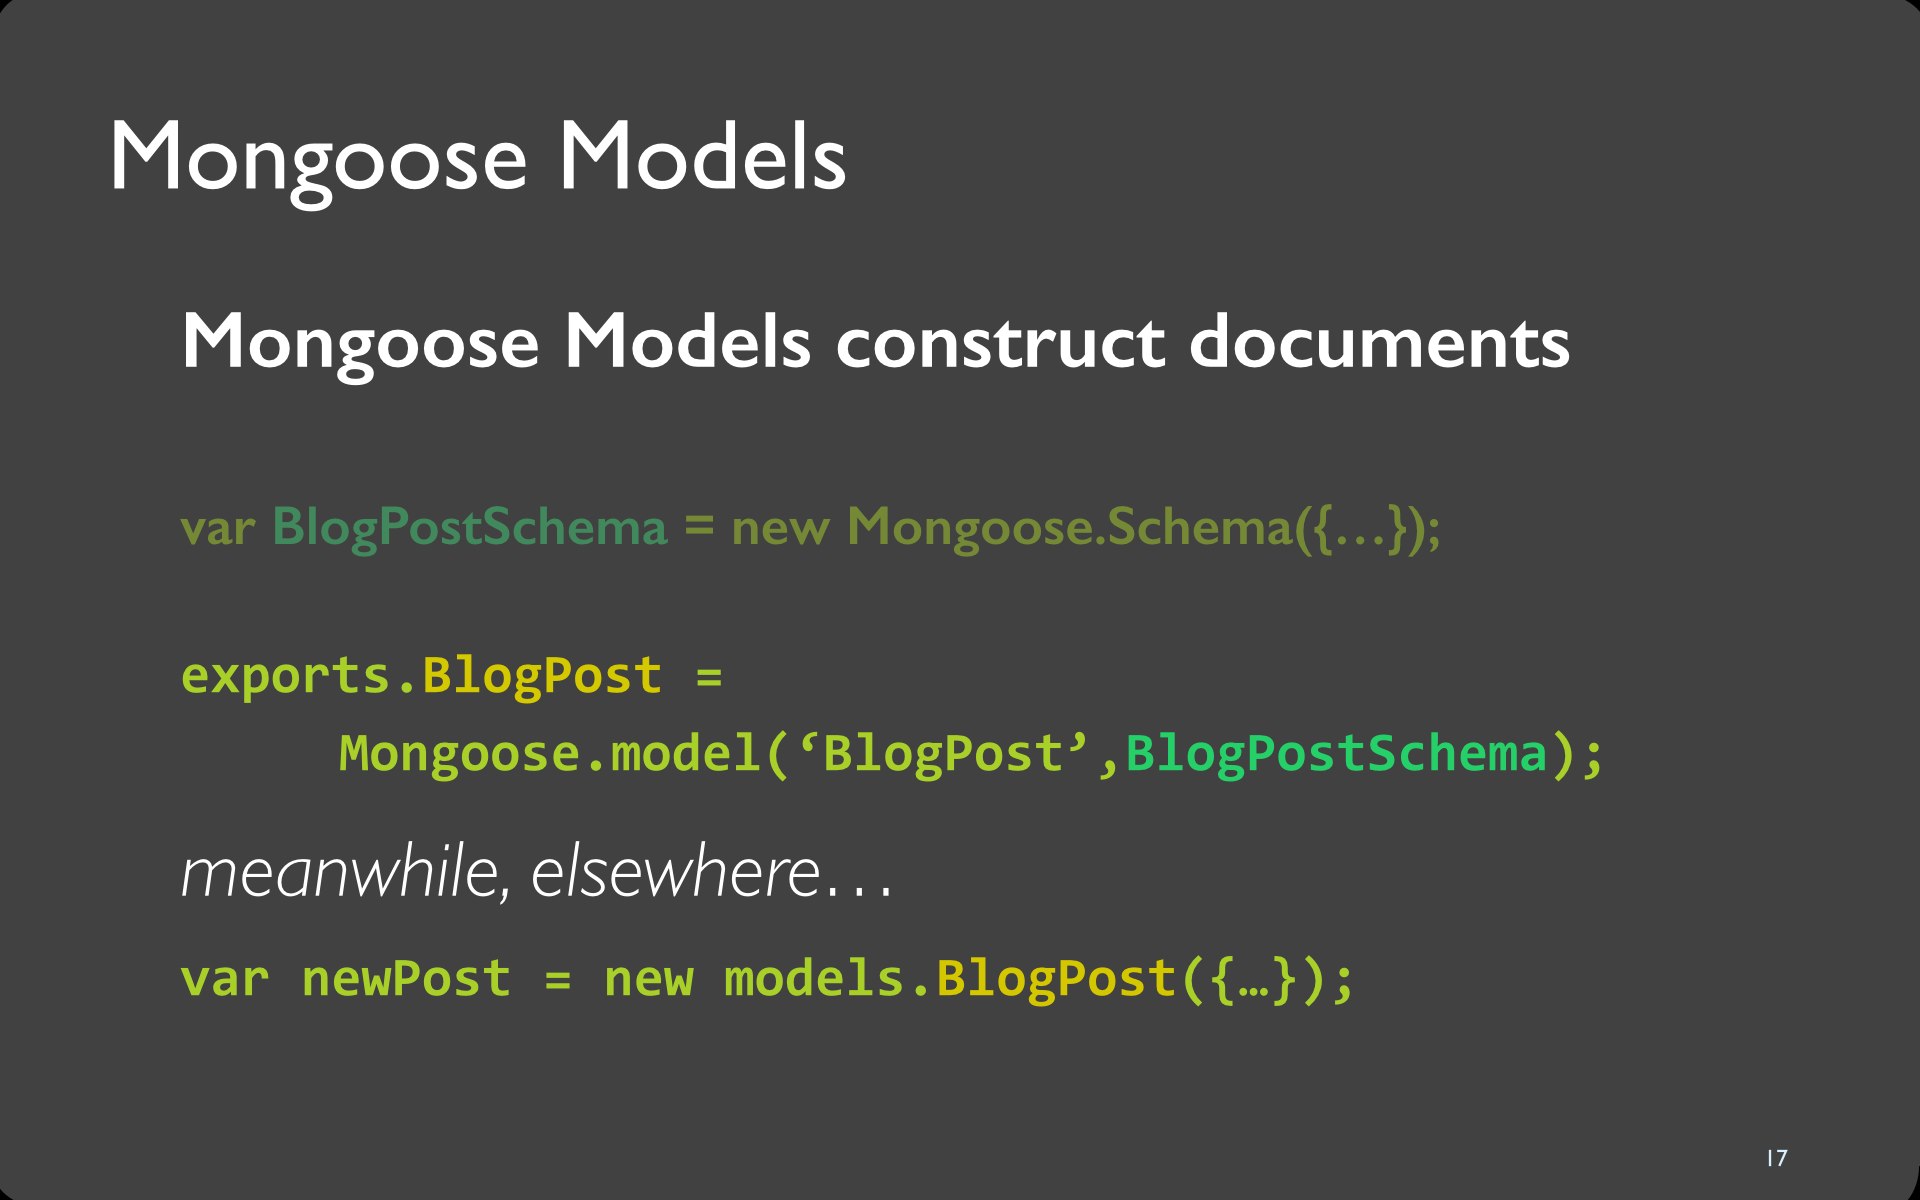 Mongoose Models
Mongoose Models construct documents
var BlogPostSchema = new Mongoose.Schema({…});
exports.BlogPost =
Mongoose.model(‘BlogPost’,BlogPostSchema);
meanwhile, elsewhere…
var newPost = new models.BlogPost({…});
17